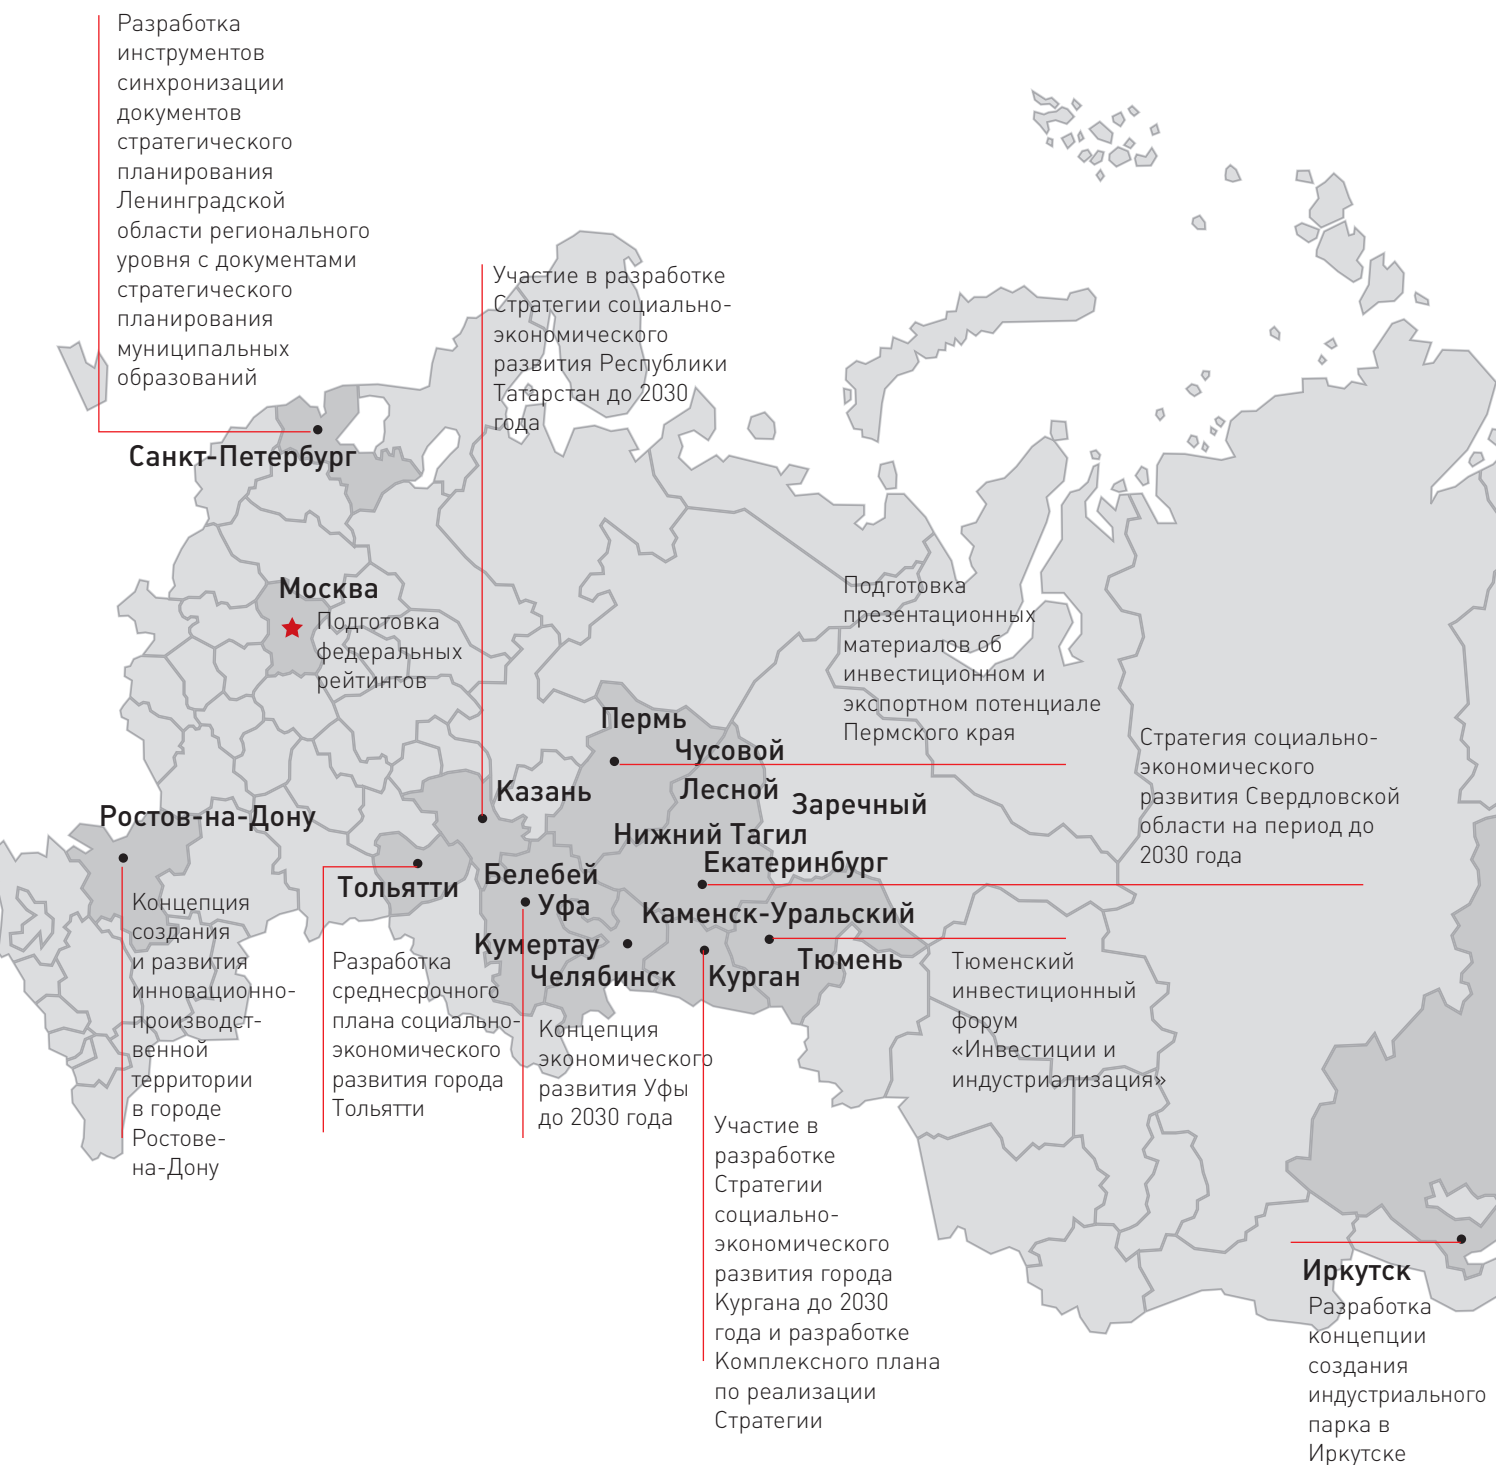 Разработка
инструментов
синхронизации
документов
стратегического
планирования
Ленинградской
области регионального
уровня с документами
стратегического
планирования
муниципальных
образований
Санкт-Петербург
Участие в разработке
Стратегии социально-
экономического
развития Республики
Татарстан до 2030
года
Москва
Подготовка
федеральных
рейтингов
Подготовка
презентационных
материалов об
инвестиционном и
экспортном потенциале
Пермского края
Пермь
Чусовой
Лесной
Заречный
Казань
Нижний Тагил
Екатеринбург
Стратегия социально-
экономического
развития Свердловской
области на период до
2030 года
Ростов-на-Дону
Концепция
создания
и развития
инновационно-
производст-
венной
территории
в городе
Ростове-
на-Дону
Тольятти
Разработка
среднесрочного
плана социально-
экономического
развития города
Тольятти
Белебей
Уфа
Кумертау
Концепция
экономического
развития Уфы
до 2030 года
Каменск-Уральский
Челябинск
Курган
Тюмень
Участие в
разработке
Стратегии
социально-
экономического
развития города
Кургана до 2030
года и разработке
Комплексного плана
по реализации
Стратегии
Тюменский
инвестиционный
форум
«Инвестиции и
индустриализация»
Иркутск
Разработка
концепции
создания
индустриального
парка в
Иркутске